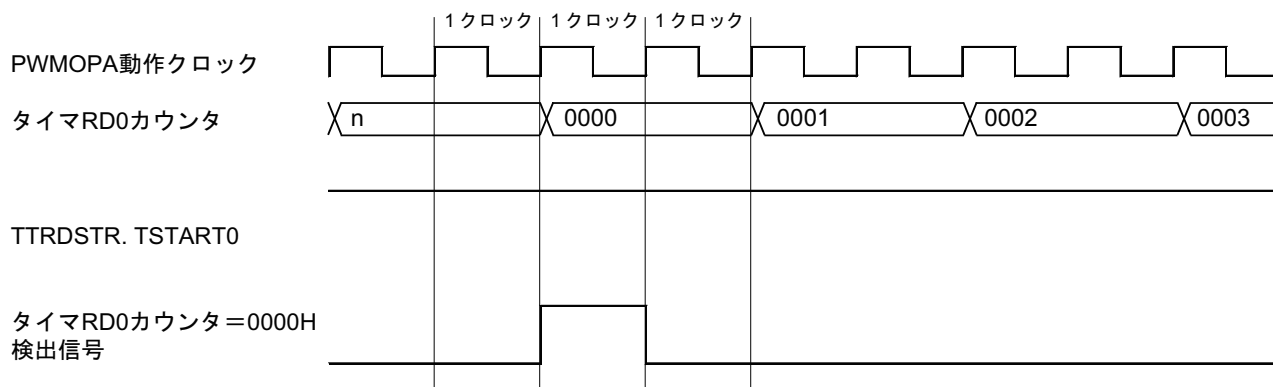 1 クロック 1 クロック 1 クロック
PWMOPA動作クロック
タイマRD0カウンタ n 0000 0001 0002 0003
TTRDSTR. TSTART0
タイマRD0カウンタ＝0000H
検出信号